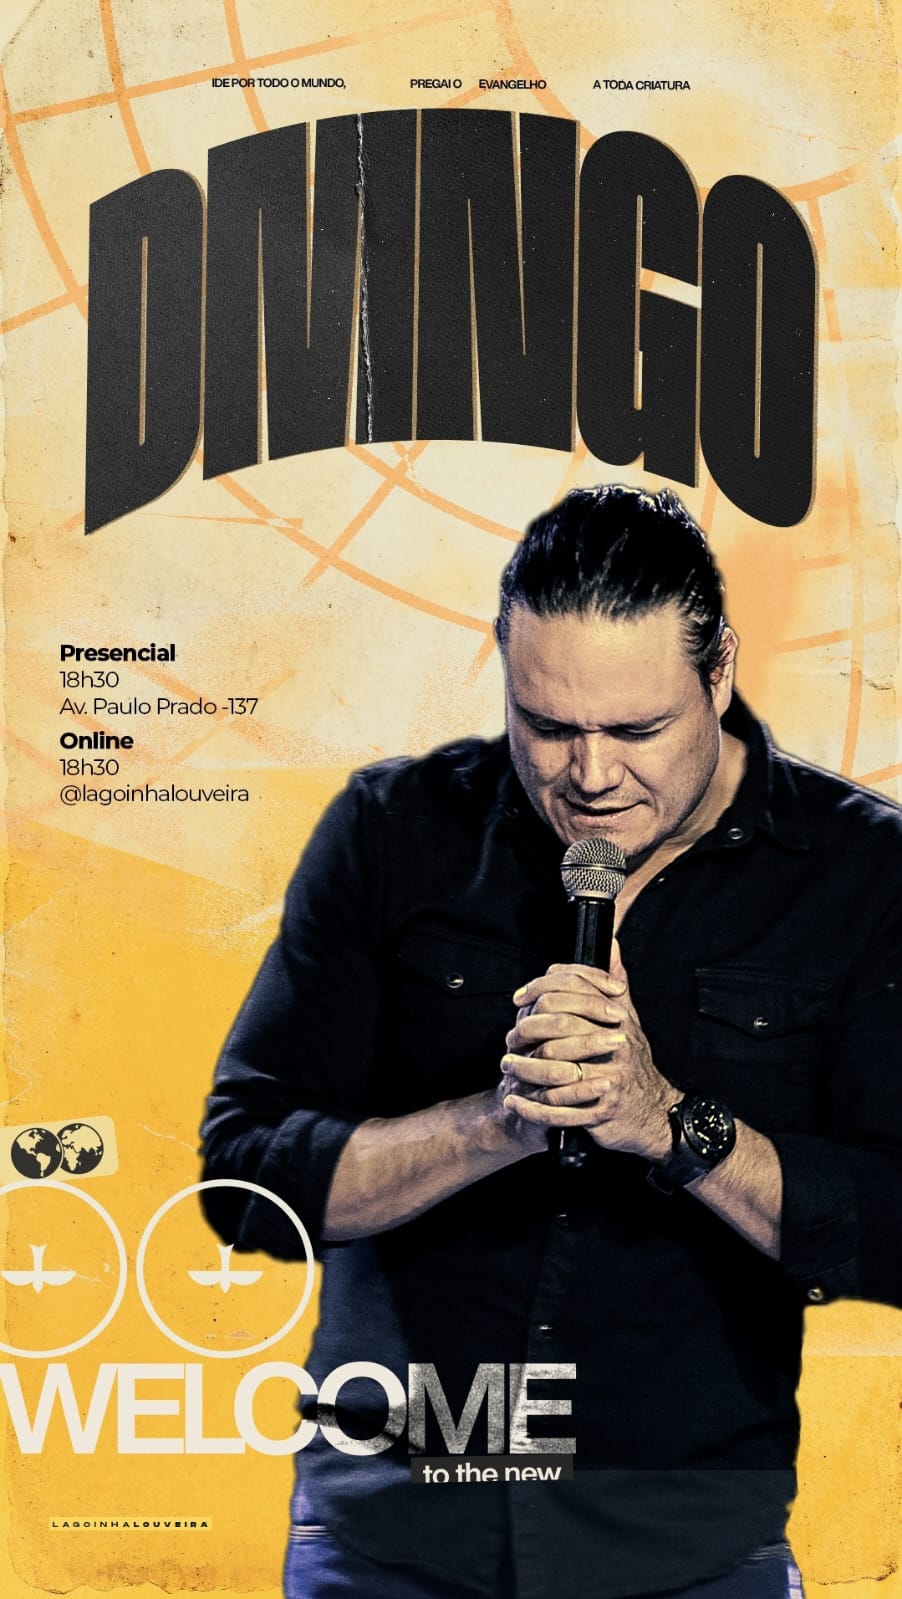 IDE POR TODO O MUNDO, PREGAI O EVANGELHO A TODA CRIATURA
DMNGO
Presencial
18h30
Av. Paulo Prado -137
Online
18h30
@lagoinhalouveira
WELCOME
to the new
LAGOINHALOUVEIRA